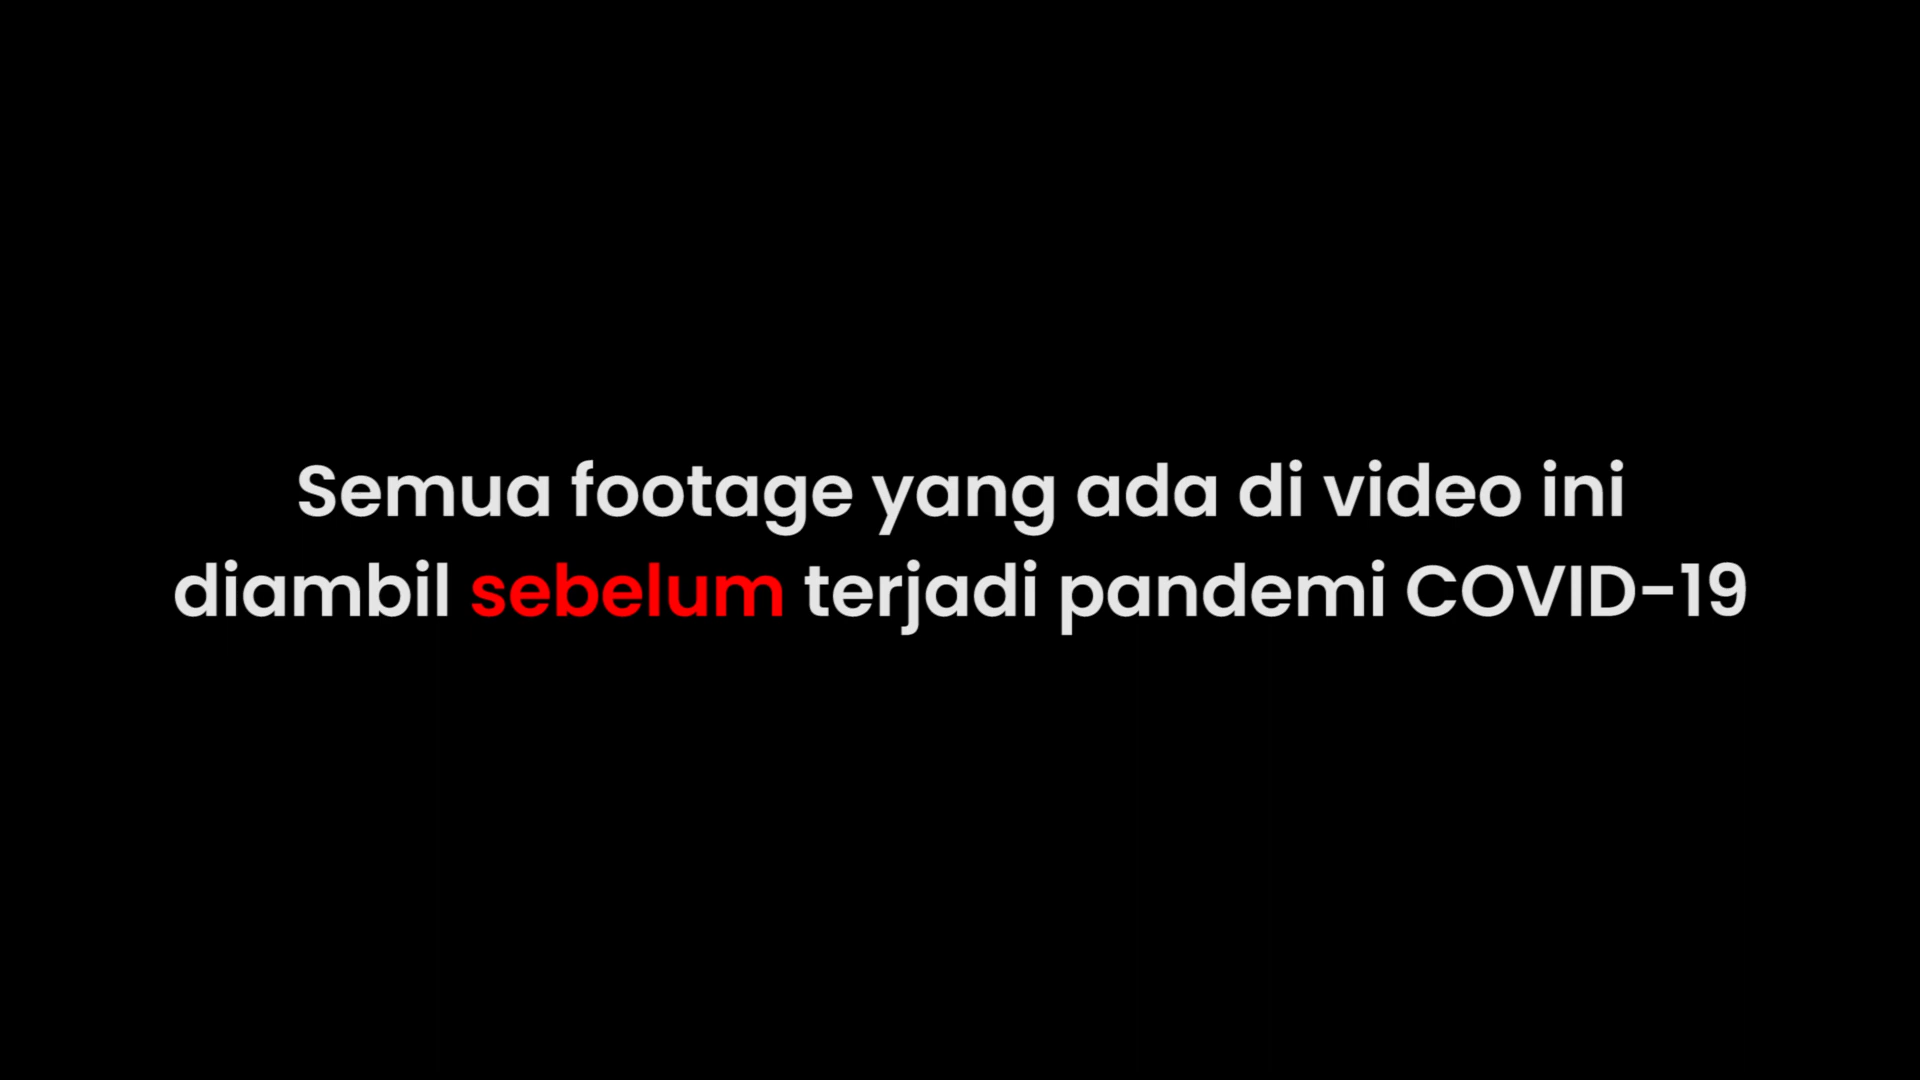 Semua footage yang ada di video ini
diambil sebelum terjadi pandemi COVID-19